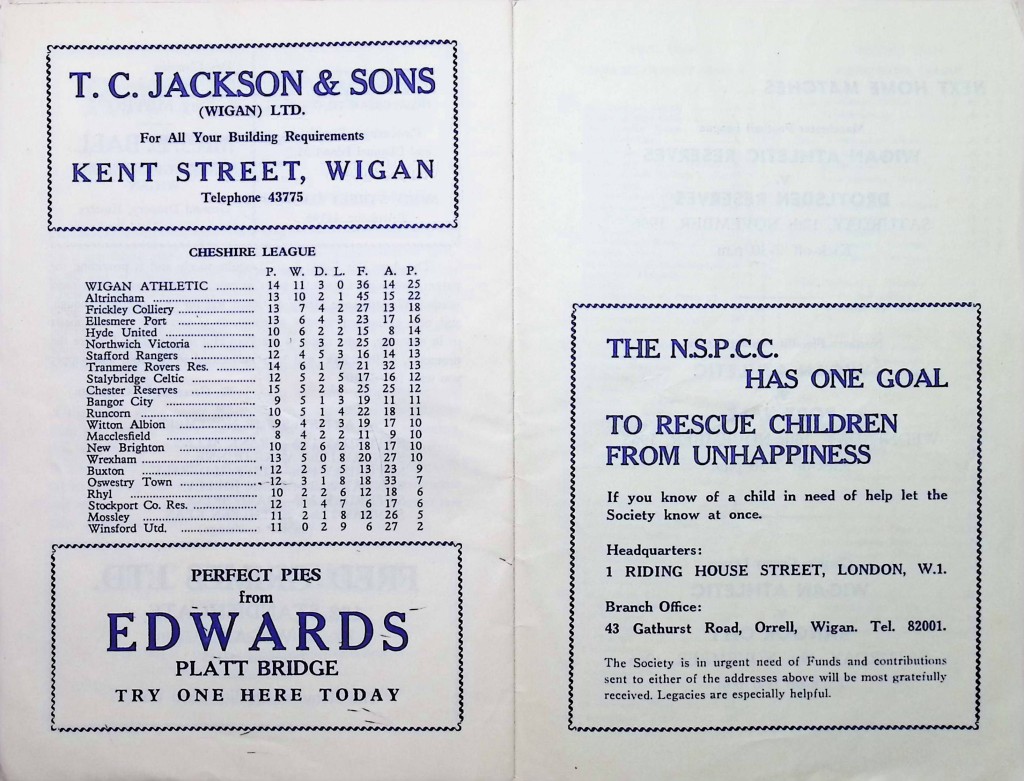 T. C. JACKSON & SONS
(WIGAN) LTD.
For All Your Building Requirements
KENT STREET, WIGAN
Telephone 43775
CHESHIRE LEAGUE
P. W. D. L. F. A. P.
WIGAN ATHLETIC ........... 14 11 3 0 36 14 25
Altrincham ........... 13 10 2 1 45 15 22
Frickley Colliery ........... 13 7 4 2 27 13 18
Ellesmere Port ........... 13 6 4 3 23 17 16
Hyde United ........... 10 6 2 2 15 8 14
Northwich Victoria ........... 10 5 3 2 25 20 13
Stafford Rangers ........... 12 4 5 3 16 14 13
Tranmere Rovers Res. ........... 14 6 1 7 21 32 13
Stalybridge Celtic ........... 12 5 2 5 17 16 12
Chester Reserves ........... 15 5 2 8 25 25 12
Bangor City ........... 9 5 1 3 19 11 11
Runcorn ........... 10 5 1 4 22 18 11
Witton Albion ........... 9 4 2 3 19 17 10
Macclesfield ........... 8 4 2 2 11 9 10
New Brighton ........... 10 2 6 2 18 17 10
Wrexham ........... 13 5 0 8 20 27 10
Buxton ........... 12 2 5 5 13 23 9
Oswestry Town ........... 12 3 1 8 18 33 7
Rhyl ........... 10 2 2 6 12 18 6
Stockport Co. Res. ........... 12 1 4 7 6 17 6
Mossley ........... 11 2 1 8 12 26 5
Winsford Utd. ........... 11 0 2 9 6 27 2
PERFECT PIES
from
EDWARDS
PLATT BRIDGE
TRY ONE HERE TODAY
THE N.S.P.C.C.
HAS ONE GOAL
TO RESCUE CHILDREN
FROM UNHAPPINESS
If you know of a child in need of help let the
Society know at once.
Headquarters:
1 RIDING HOUSE STREET, LONDON, W.1.
Branch Office:
43 Gathurst Road, Orrell, Wigan. Tel. 82001.
The Society is in urgent need of Funds and contributions
sent to either of the addresses above will be most gratefully
received. Legacies are especially helpful.